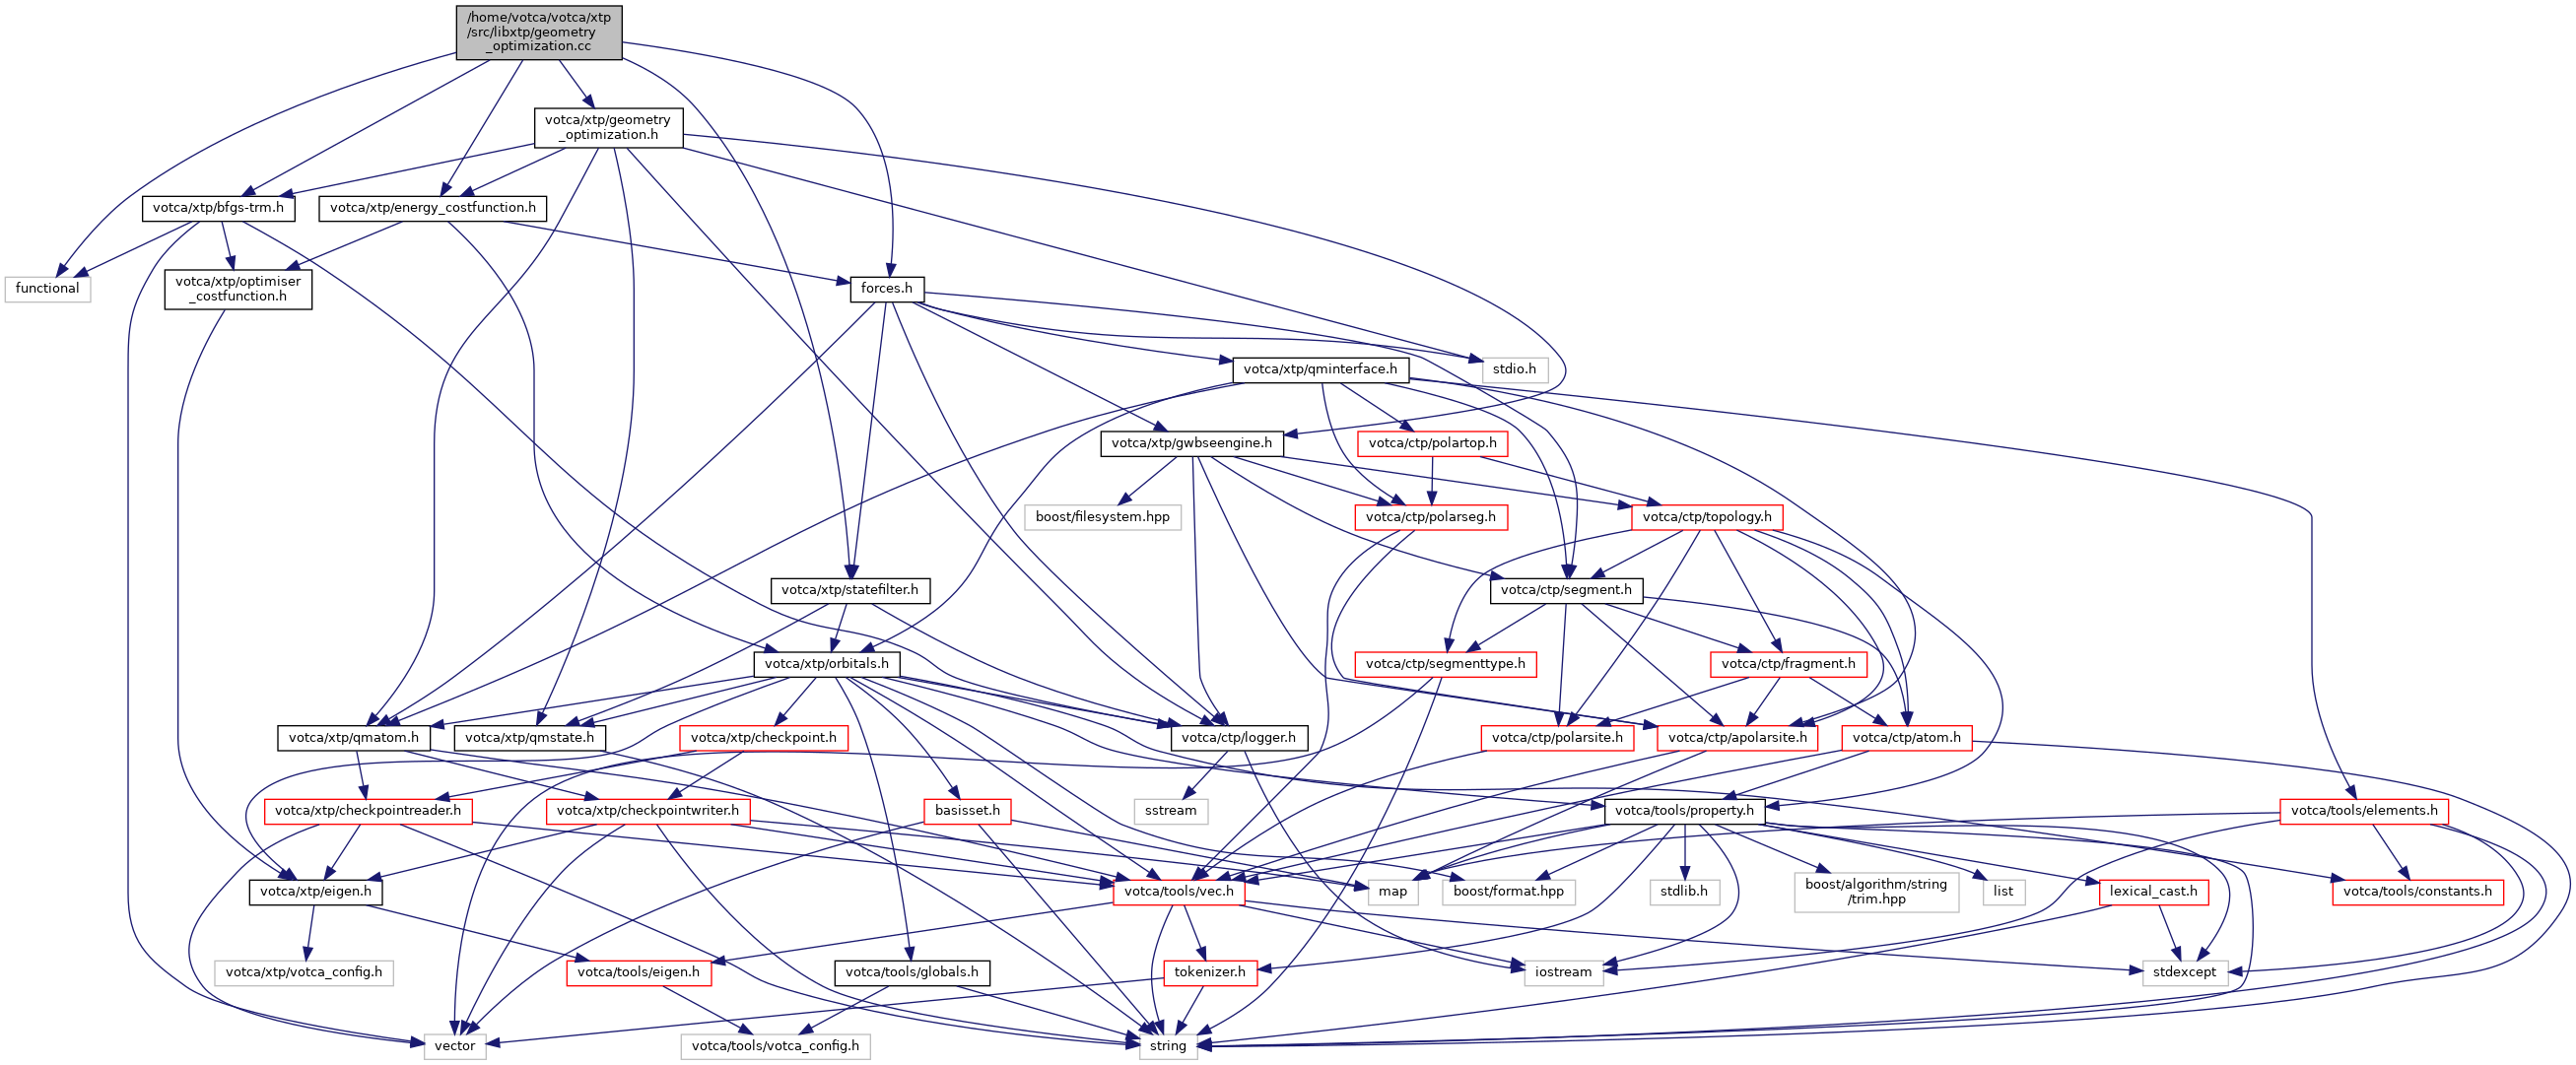 /home/votca/votca/xtp
/src/libxtp/geometry
_optimization.cc
votca/xtp/geometry
_optimization.h
votca/xtp/bfgs-trm.h
votca/xtp/energy_costfunction.h
functional
votca/xtp/optimiser
_costfunction.h
forces.h
votca/xtp/qminterface.h
stdio.h
votca/xtp/gwbseengine.h
votca/ctp/polartop.h
boost/filesystem.hpp
votca/ctp/polarseg.h
votca/ctp/topology.h
votca/xtp/statefilter.h
votca/ctp/segment.h
votca/xtp/orbitals.h
votca/ctp/segmenttype.h
votca/ctp/fragment.h
votca/xtp/qmatom.h
votca/xtp/qmstate.h
votca/xtp/checkpoint.h
votca/ctp/logger.h
votca/ctp/polarsite.h
votca/ctp/apolarsite.h
votca/ctp/atom.h
votca/xtp/checkpointreader.h
votca/xtp/checkpointwriter.h
basisset.h
sstream
votca/tools/property.h
votca/tools/elements.h
votca/xtp/eigen.h
votca/tools/vec.h
map
boost/format.hpp
stdlib.h
boost/algorithm/string
/trim.hpp
list
lexical_cast.h
votca/tools/constants.h
votca/xtp/votca_config.h
votca/tools/eigen.h
votca/tools/globals.h
tokenizer.h
iostream
stdexcept
vector
votca/tools/votca_config.h
string